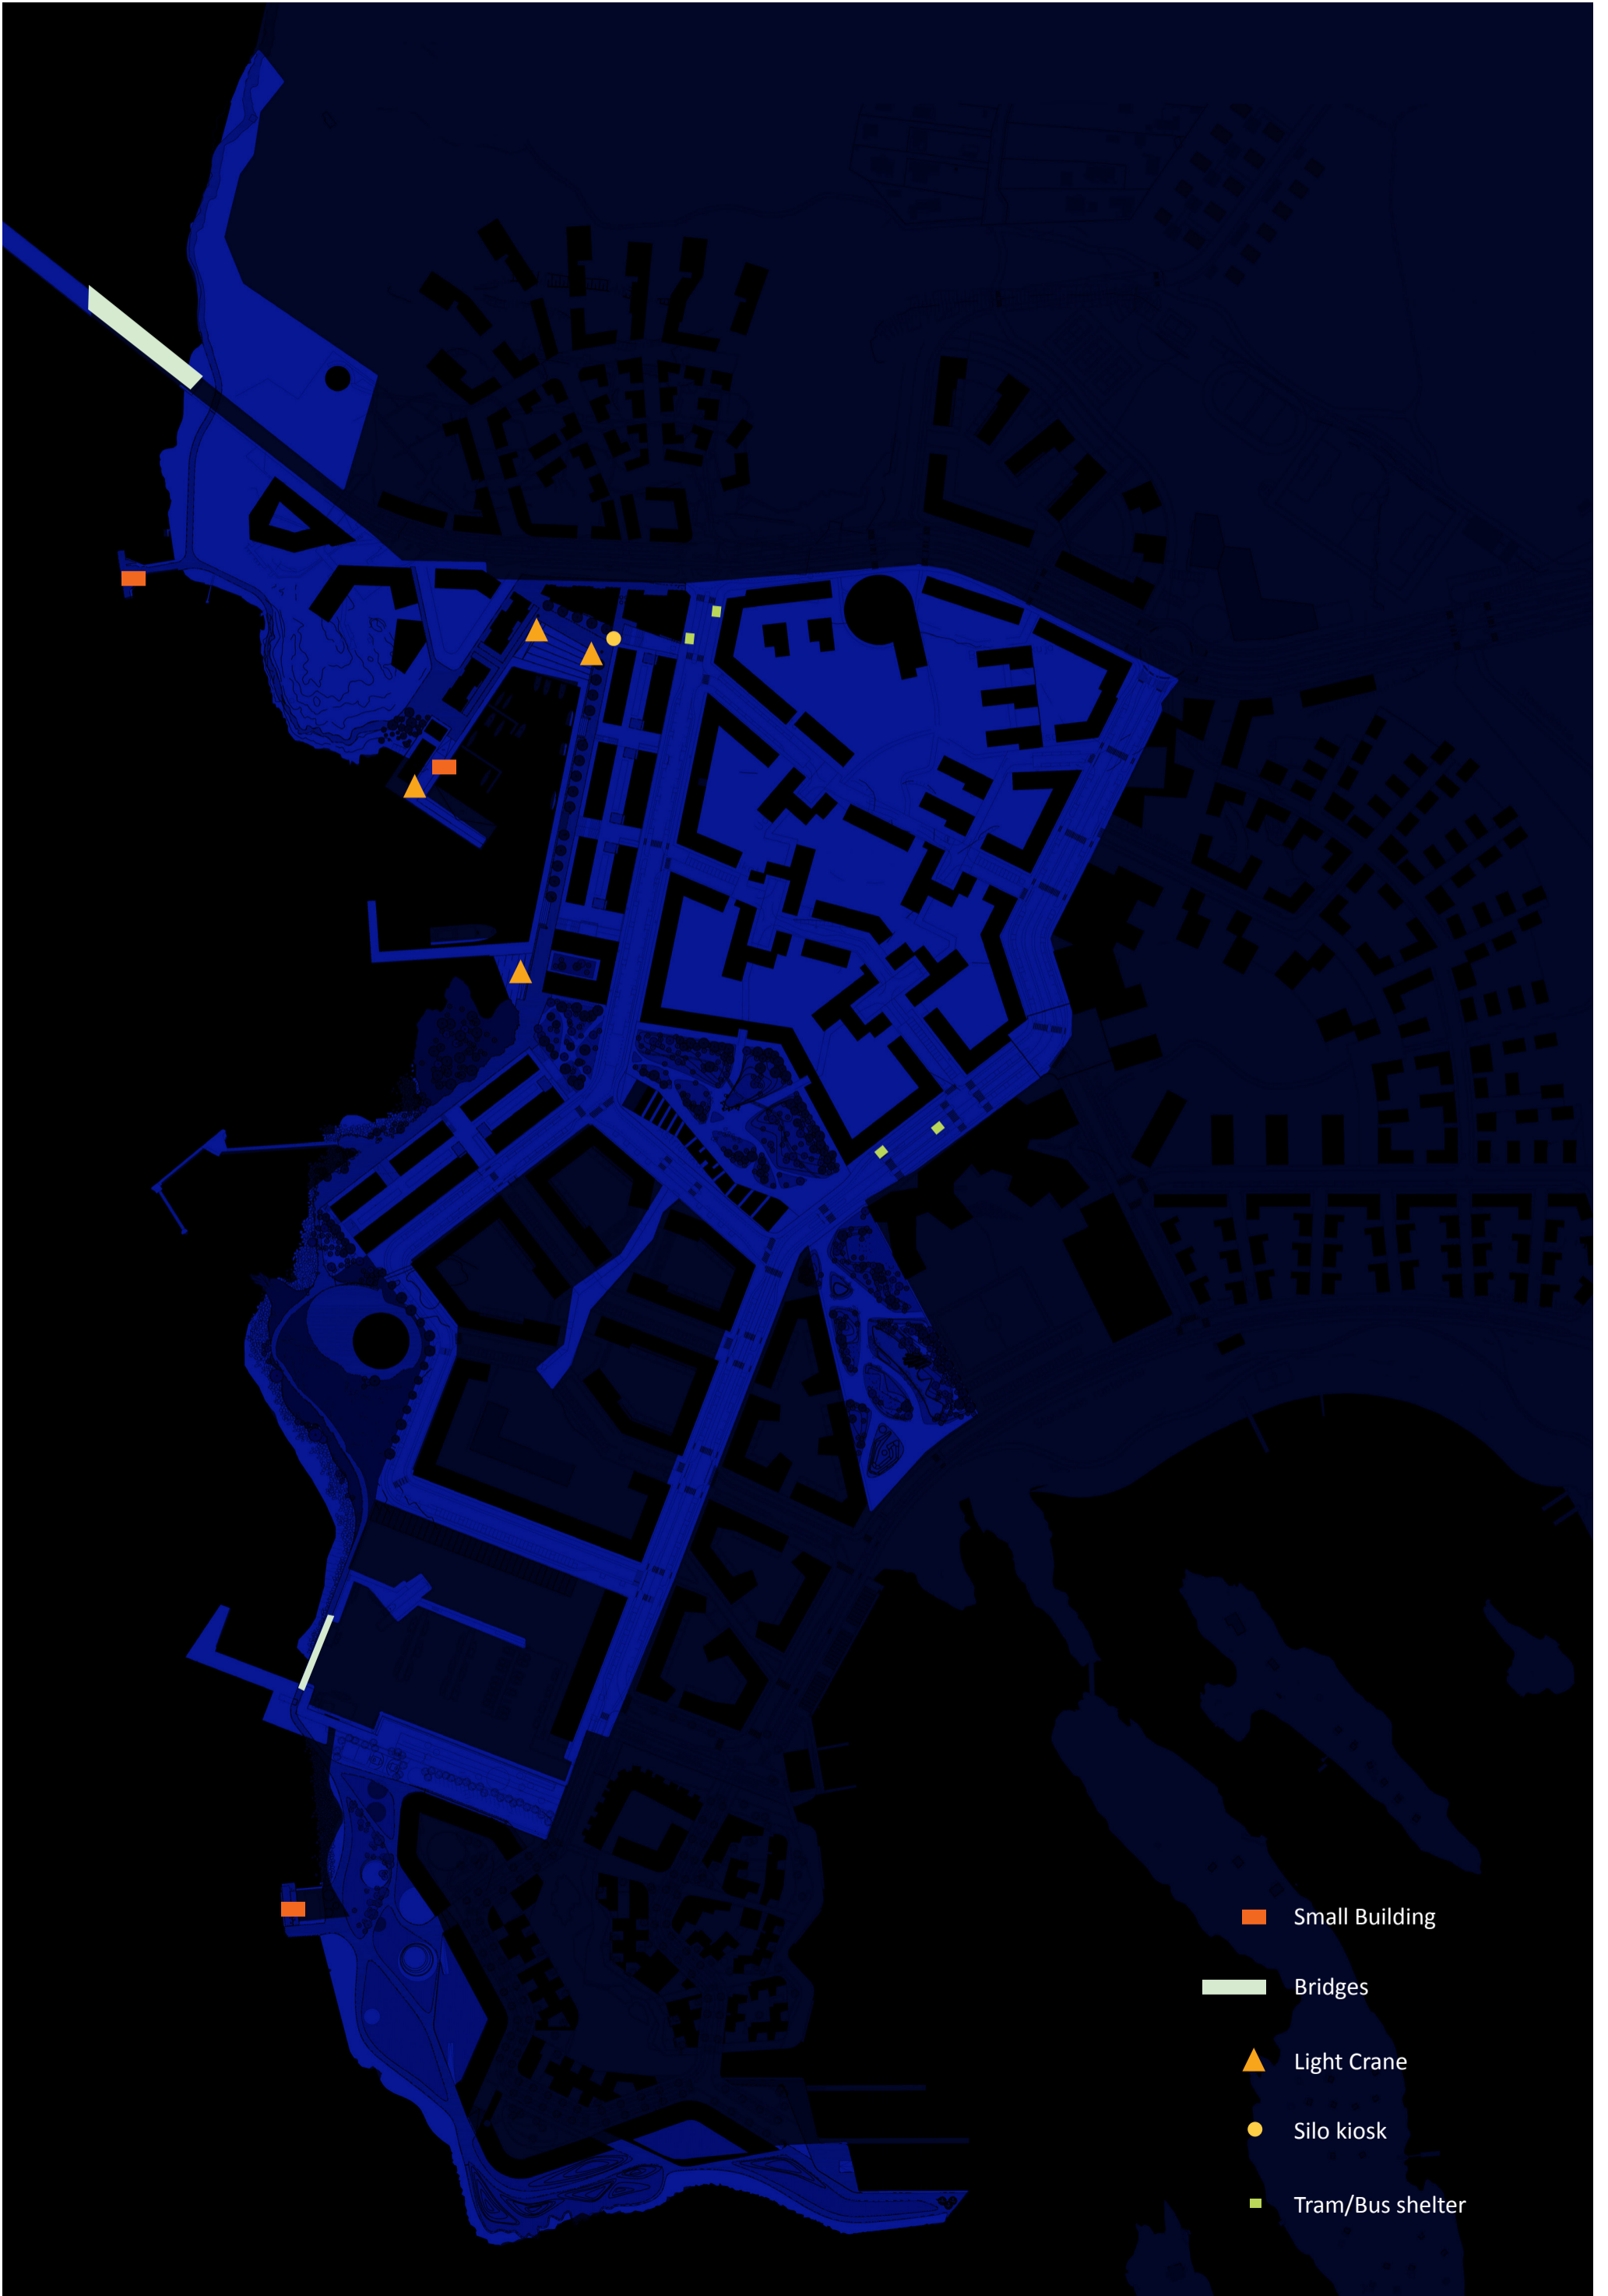 Small Building
Bridges
Light Crane
Silo kiosk
Tram/Bus shelter